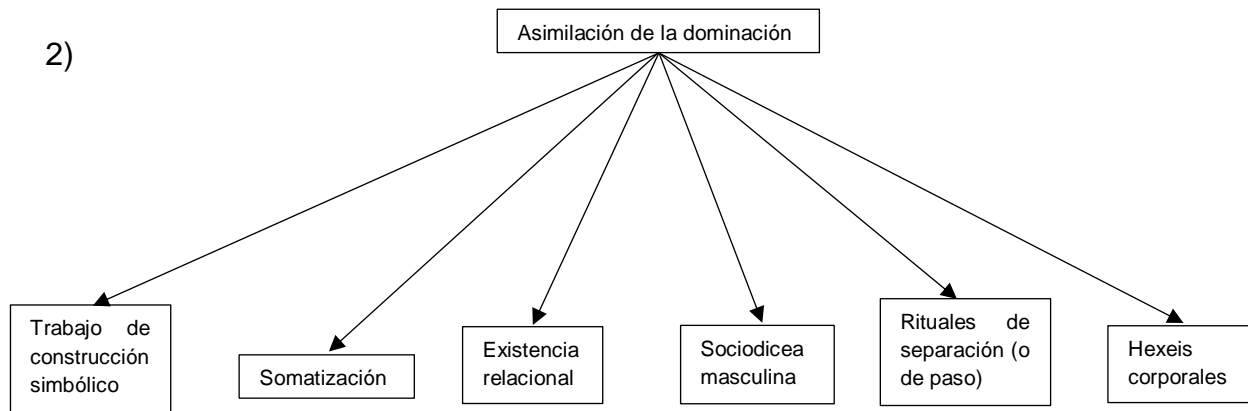 Asimilación de la dominación
2)
Trabajo de
construcción
simbólico
Somatización
Existencia
relacional
Sociodicea
masculina
Rituales de
separación (o
de paso)
Hexeis
corporales